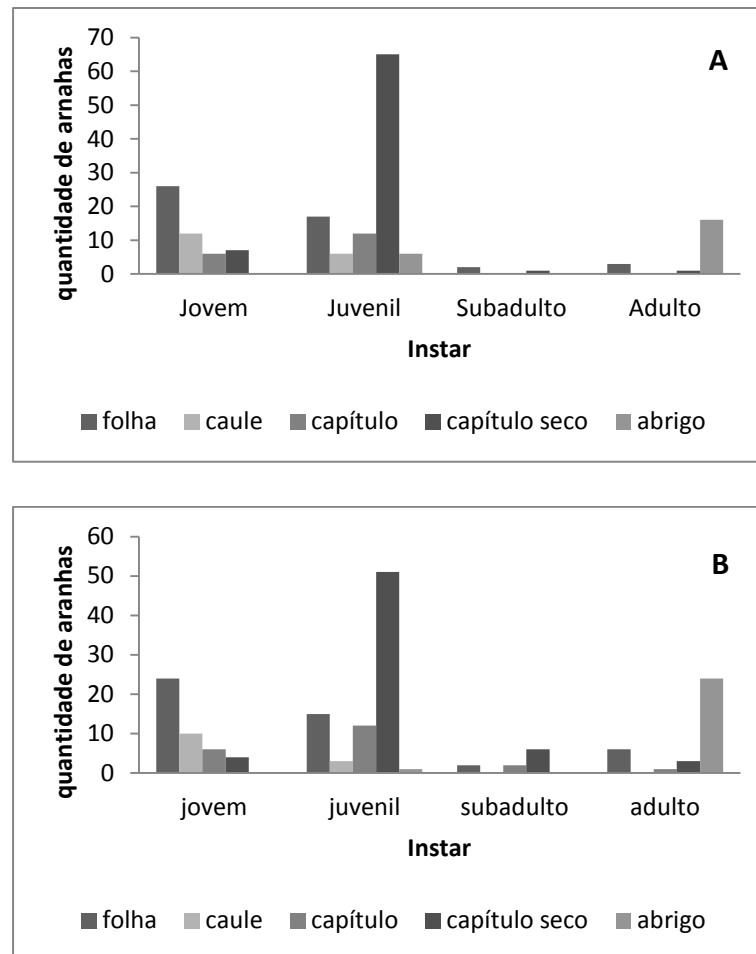 A
quantidade de arnahas
70
60
50
40
30
20
10
0
Jovem Juvenil Subadulto Adulto
Instar
folha caule capítulo capítulo seco abrigo
B
quantidade de aranhas
60
50
40
30
20
10
0
jovem juvenil subadulto adulto
Instar
folha caule capítulo capítulo seco abrigo